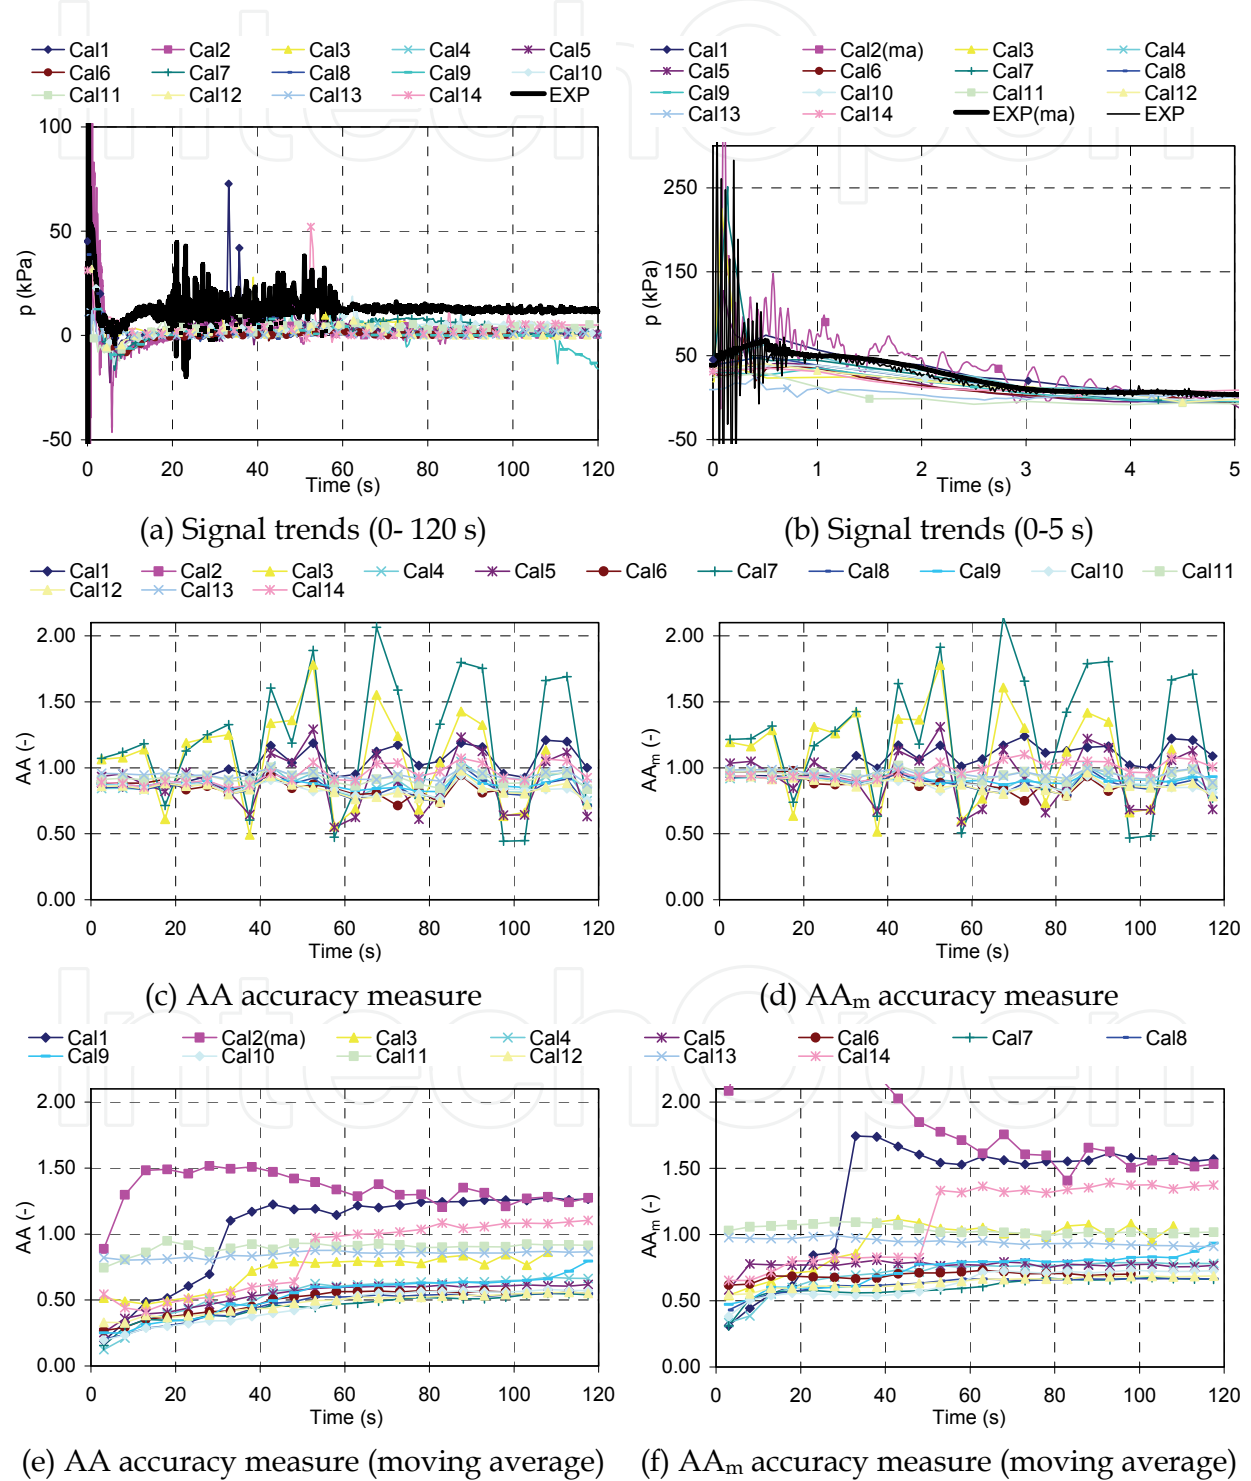 Cal1 Cal2 Cal3 Cal4 Cal5
Cal6 Cal7 Cal8 Cal9 Cal10
Cal11 Cal12 Cal13 Cal14 EXP
100
50
0
-50
p (kPa)
0 20 40 60 80 100 120
Time (s)
(a) Signal trends (0- 120 s)
Cal1 Cal2(ma) Cal3 Cal4
Cal5 Cal6 Cal7 Cal8
Cal9 Cal10 Cal11 Cal12
Cal13 Cal14 EXP(ma) EXP
250
150
50
-50
p (kPa)
0 1 2 3 4 5
Time (s)
(b) Signal trends (0-5 s)
Cal1 Cal2 Cal3 Cal4 Cal5 Cal6 Cal7 Cal8 Cal9 Cal10 Cal11
Cal12 Cal13 Cal14
2.00
1.50
1.00
0.50
0.00
AA (-)
0 20 40 60 80 100 120
Time (s)
(c) AA accuracy measure
2.00
1.50
1.00
0.50
0.00
AAm (-)
0 20 40 60 80 100 120
Time (s)
(d) AAm accuracy measure
Cal1 Cal2(ma) Cal3 Cal4 Cal5 Cal6 Cal7 Cal8
Cal9 Cal10 Cal11 Cal12 Cal13 Cal14
2.00
1.50
1.00
0.50
0.00
AA (-)
0 20 40 60 80 100 120
Time (s)
(e) AA accuracy measure (moving average)
2.00
1.50
1.00
0.50
0.00
AAm (-)
0 20 40 60 80 100 120
Time (s)
(f) AAm accuracy measure (moving average)
IntechOpen
IntechOpen